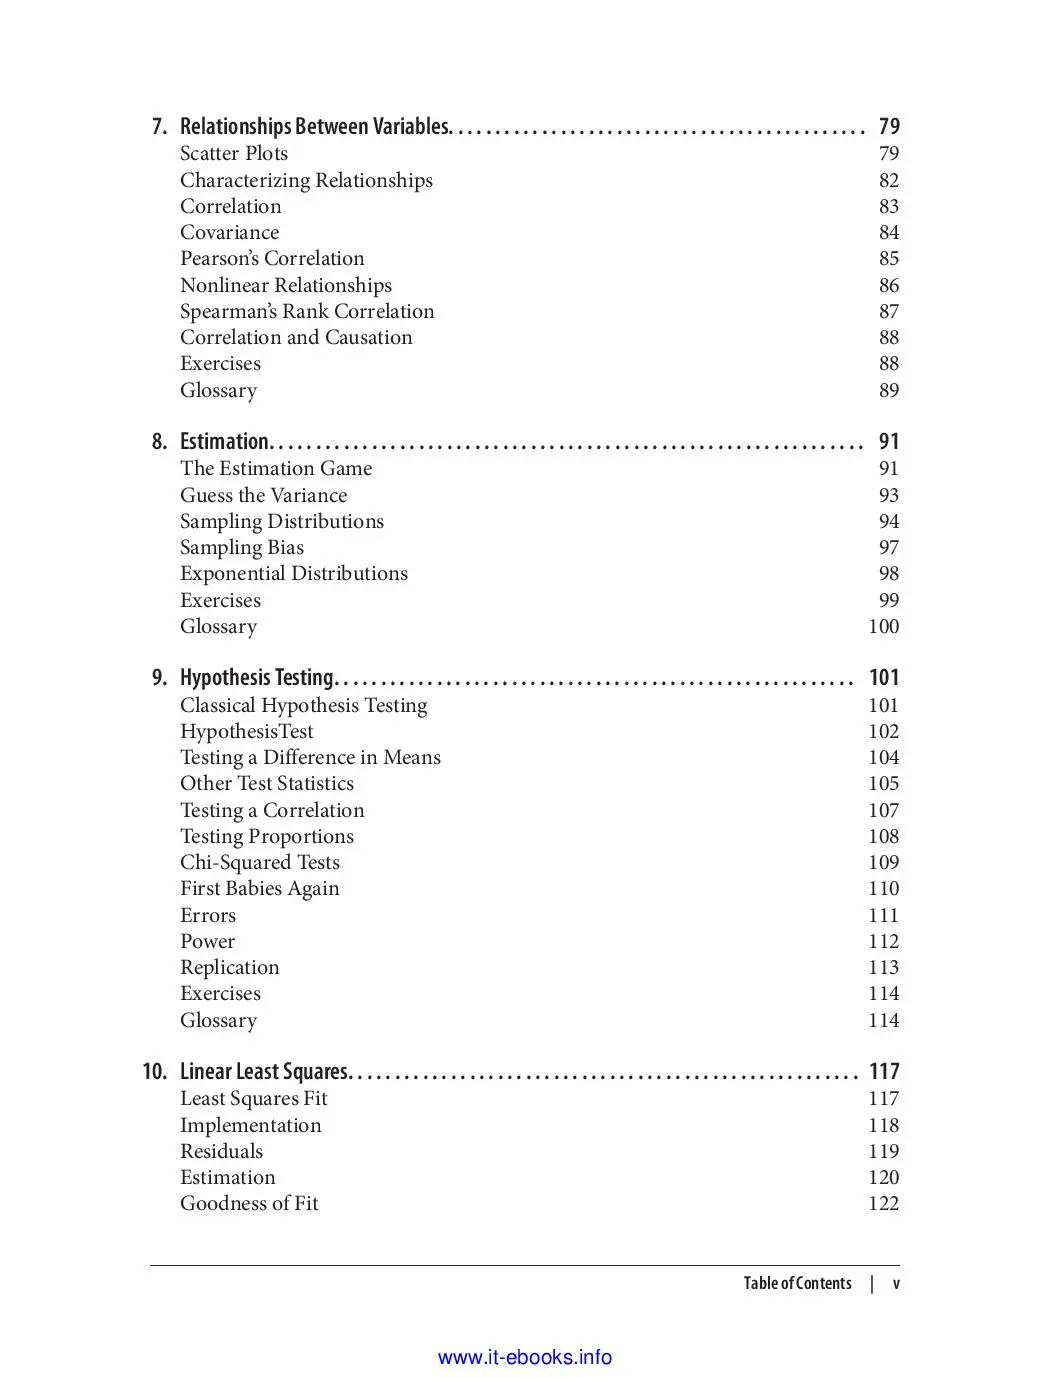 7. Relationships Between Variables. . . . . . . . . . . . . . . . . . . . . . . . . . . . . . . . . . . . . . . . . . . . 79
Scatter Plots 79
Characterizing Relationships 82
Correlation 83
Covariance 84
Pearson’s Correlation 85
Nonlinear Relationships 86
Spearman’s Rank Correlation 87
Correlation and Causation 88
Exercises 88
Glossary 89
8. Estimation. . . . . . . . . . . . . . . . . . . . . . . . . . . . . . . . . . . . . . . . . . . . . . . . . . . . . . . . . . . . . . . 91
The Estimation Game 91
Guess the Variance 93
Sampling Distributions 94
Sampling Bias 97
Exponential Distributions 98
Exercises 99
Glossary 100
9. Hypothesis Testing. . . . . . . . . . . . . . . . . . . . . . . . . . . . . . . . . . . . . . . . . . . . . . . . . . . . . . . 101
Classical Hypothesis Testing 101
HypothesisTest 102
Testing a Difference in Means 104
Other Test Statistics 105
Testing a Correlation 107
Testing Proportions 108
Chi-Squared Tests 109
First Babies Again 110
Errors 111
Power 112
Replication 113
Exercises 114
Glossary 114
10. Linear Least Squares. . . . . . . . . . . . . . . . . . . . . . . . . . . . . . . . . . . . . . . . . . . . . . . . . . . . . . 117
Least Squares Fit 117
Implementation 118
Residuals 119
Estimation 120
Goodness of Fit 122
Table of Contents | v
www.it-ebooks.info